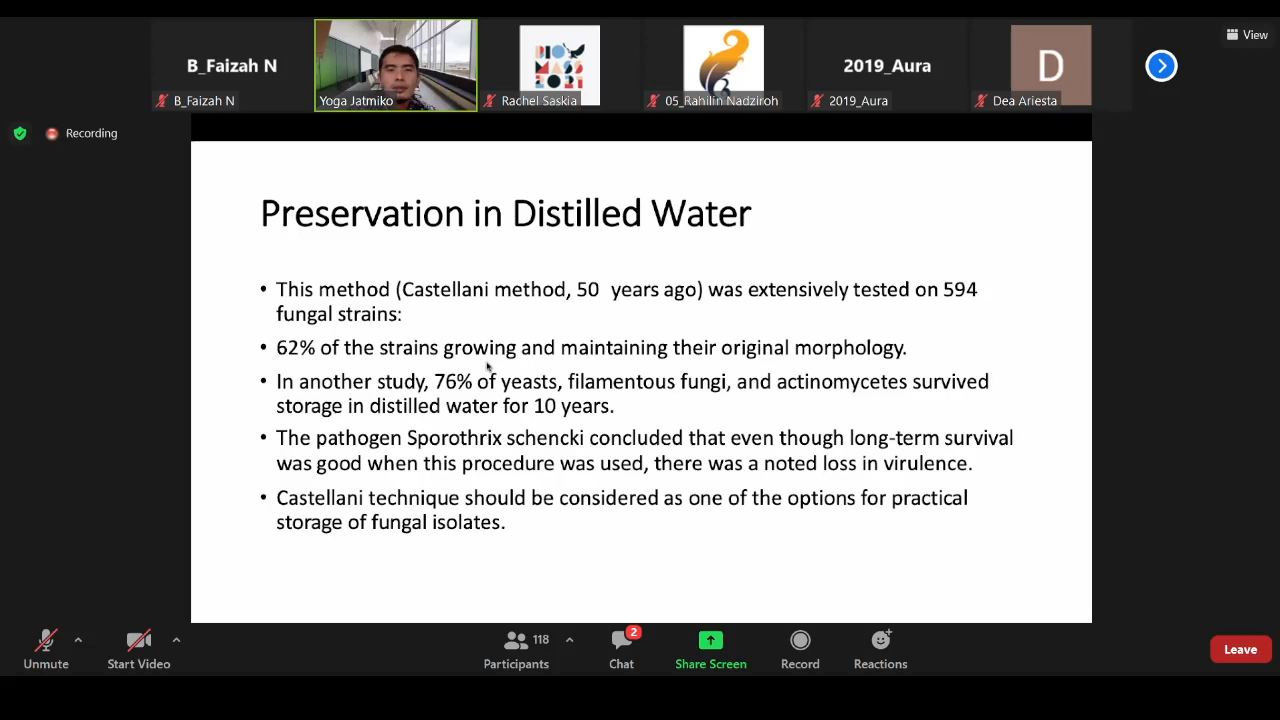 B_Faizah N
2019_Aura
D
BIO
MASS
2021
B_Faizah N
Yoga Jatmiko
Rachel Saskia
05_Rahilin Nadziroh
2019_Aura
Dea Ariesta
View
Recording
Preservation in Distilled Water
• This method (Castellani method, 50 years ago) was extensively tested on 594
fungal strains:
• 62% of the strains growing and maintaining their original morphology.
• In another study, 76% of yeasts, filamentous fungi, and actinomycetes survived
storage in distilled water for 10 years.
• The pathogen Sporothrix schencki concluded that even though long-term survival
was good when this procedure was used, there was a noted loss in virulence.
• Castellani technique should be considered as one of the options for practical
storage of fungal isolates.
118
2
Unmute
Start Video
Participants
Chat
Share Screen
Record
Reactions
Leave